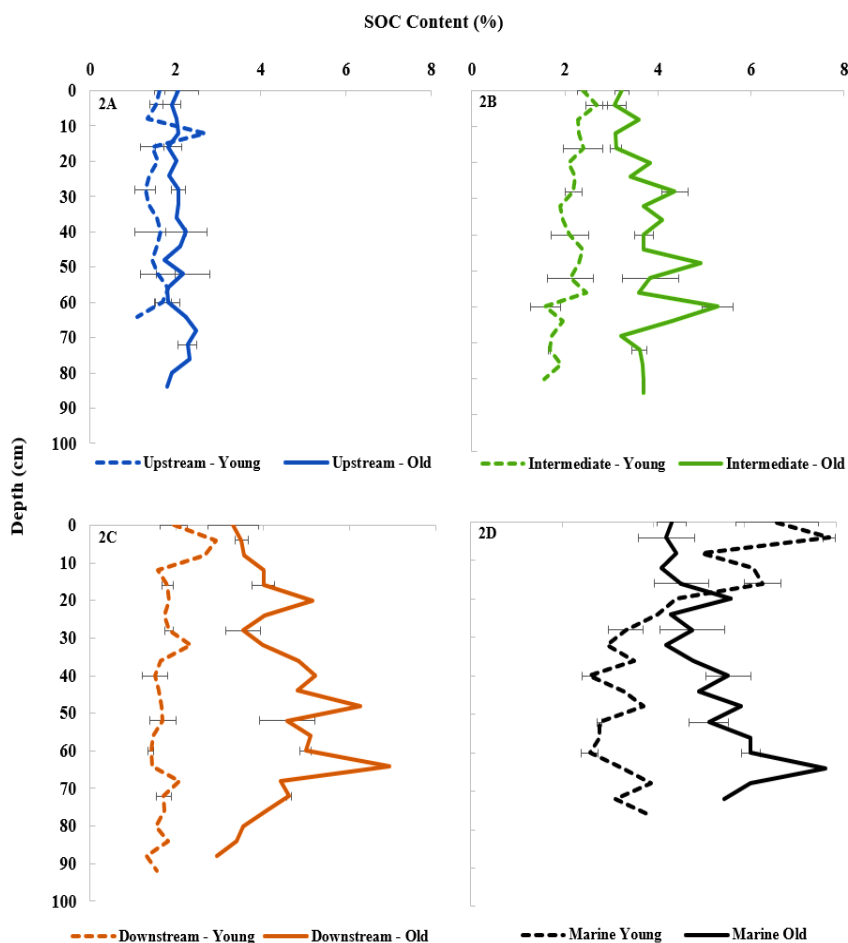 SOC Content (%)
0 2 4 6 8
0 2 4 6 8
0
10
20
30
40
50
60
70
80
90
100
2A
2B
Upstream - Young Upstream - Old
Intermediate - Young Intermediate - Old
Depth (cm)
0
10
20
30
40
50
60
70
80
90
100
2C
2D
Downstream - Young Downstream - Old
Marine Young Marine Old